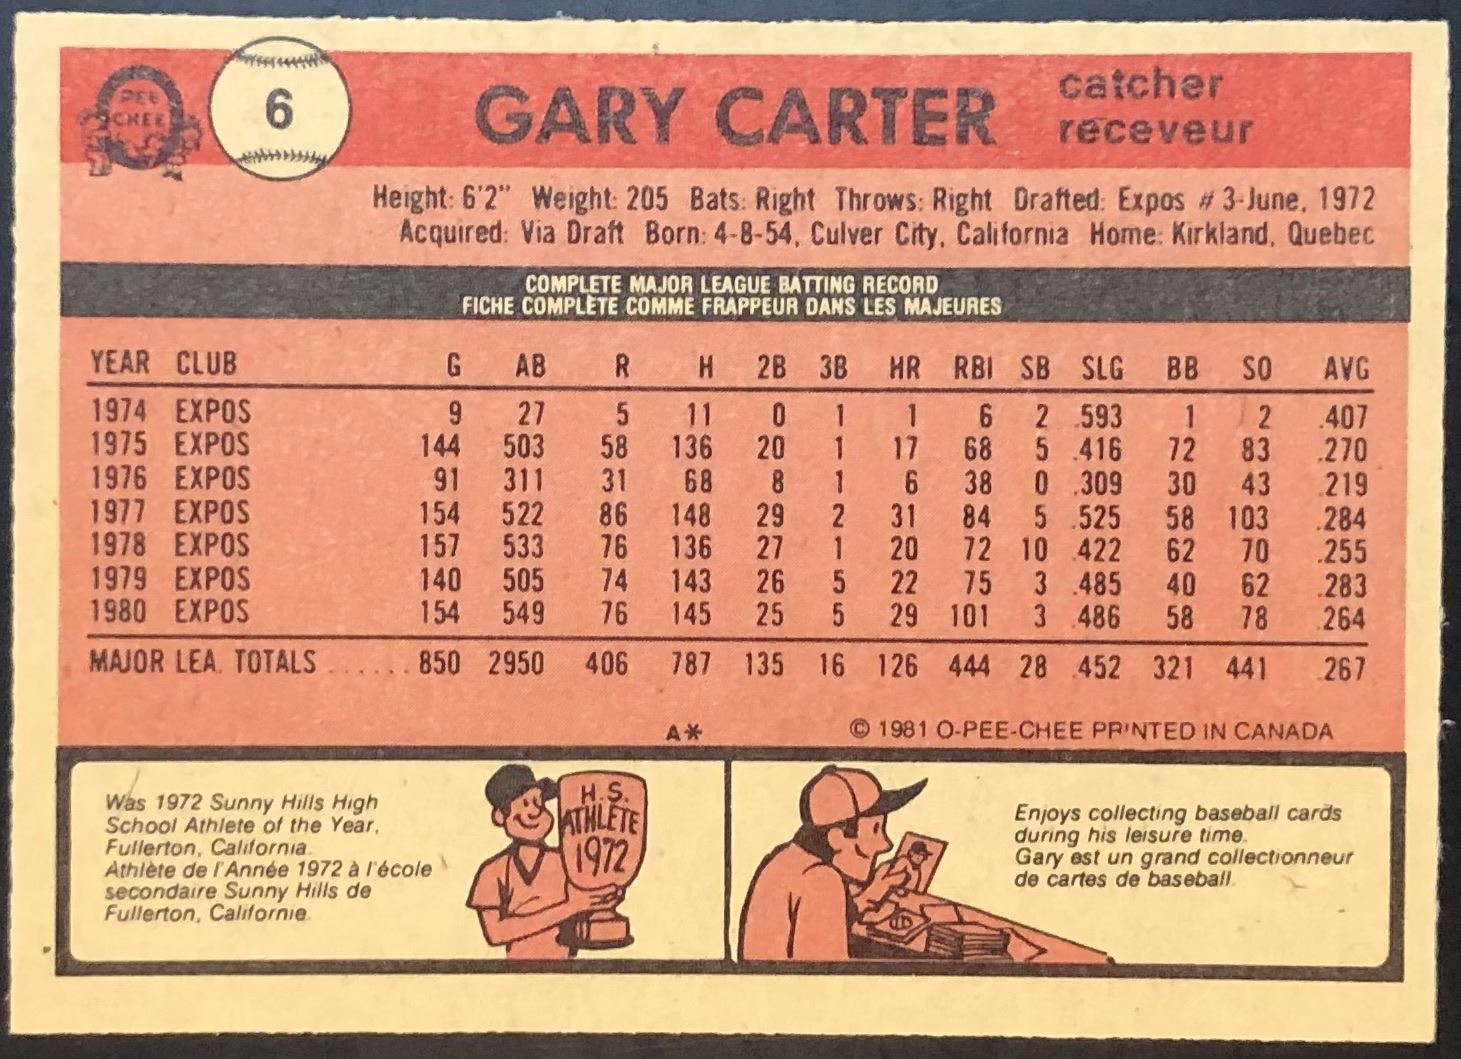 O
PEE
CHEE
6
GARY CARTER
catcher
receveur
Height: 6'2" Weight: 205 Bats: Right Throws: Right Drafted: Expos # 3-June, 1972
Acquired: Via Draft Born: 4-8-54, Culver City, California Home: Kirkland, Quebec
COMPLETE MAJOR LEAGUE BATTING RECORD
FICHE COMPLÈTE COMME FRAPPEUR DANS LES MAJEURES
YEAR CLUB G AB R H 2B 3B HR RBI SB SLG BB SO AVG
1974 EXPOS 9 27 5 11 0 1 1 6 2 .593 1 2 .407
1975 EXPOS 144 503 58 136 20 1 17 68 5 .416 72 83 .270
1976 EXPOS 91 311 31 68 8 1 6 38 0 .309 30 43 .219
1977 EXPOS 154 522 86 148 29 2 31 84 5 .525 58 103 .284
1978 EXPOS 157 533 76 136 27 1 20 72 10 .422 62 70 .255
1979 EXPOS 140 505 74 143 26 5 22 75 3 .485 40 62 .283
1980 EXPOS 154 549 76 145 25 5 29 101 3 .486 58 78 .264
MAJOR LEA. TOTALS ...... 850 2950 406 787 135 16 126 444 28 .452 321 441 .267
A* © 1981 O-PEE-CHEE PRINTED IN CANADA
Was 1972 Sunny Hills High
School Athlete of the Year,
Fullerton, California.
Athlète de l'Année 1972 à l'école
secondaire Sunny Hills de
Fullerton, Californie.
H.S.
ATHLETE
1972
Enjoys collecting baseball cards
during his leisure time.
Gary est un grand collectionneur
de cartes de baseball.